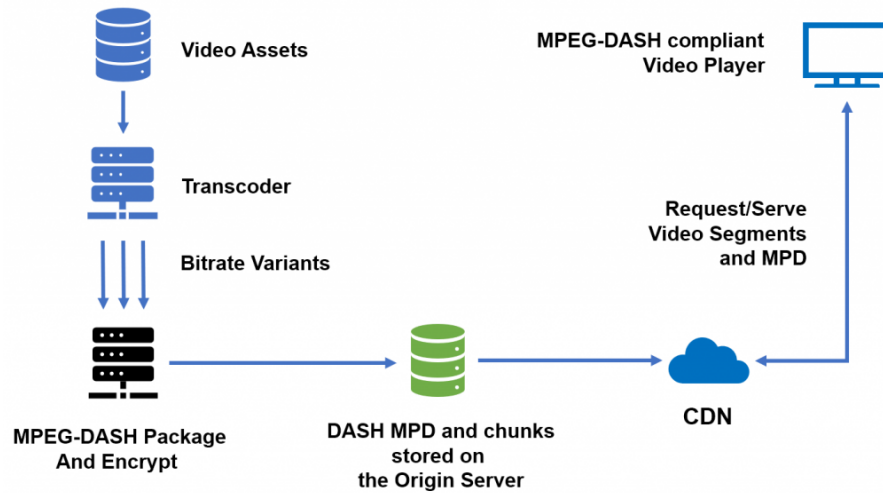 Video Assets
MPEG-DASH compliant
Video Player
Transcoder
Request/Serve
Video Segments
and MPD
Bitrate Variants
MPEG-DASH Package
And Encrypt
DASH MPD and chunks
stored on
the Origin Server
CDN